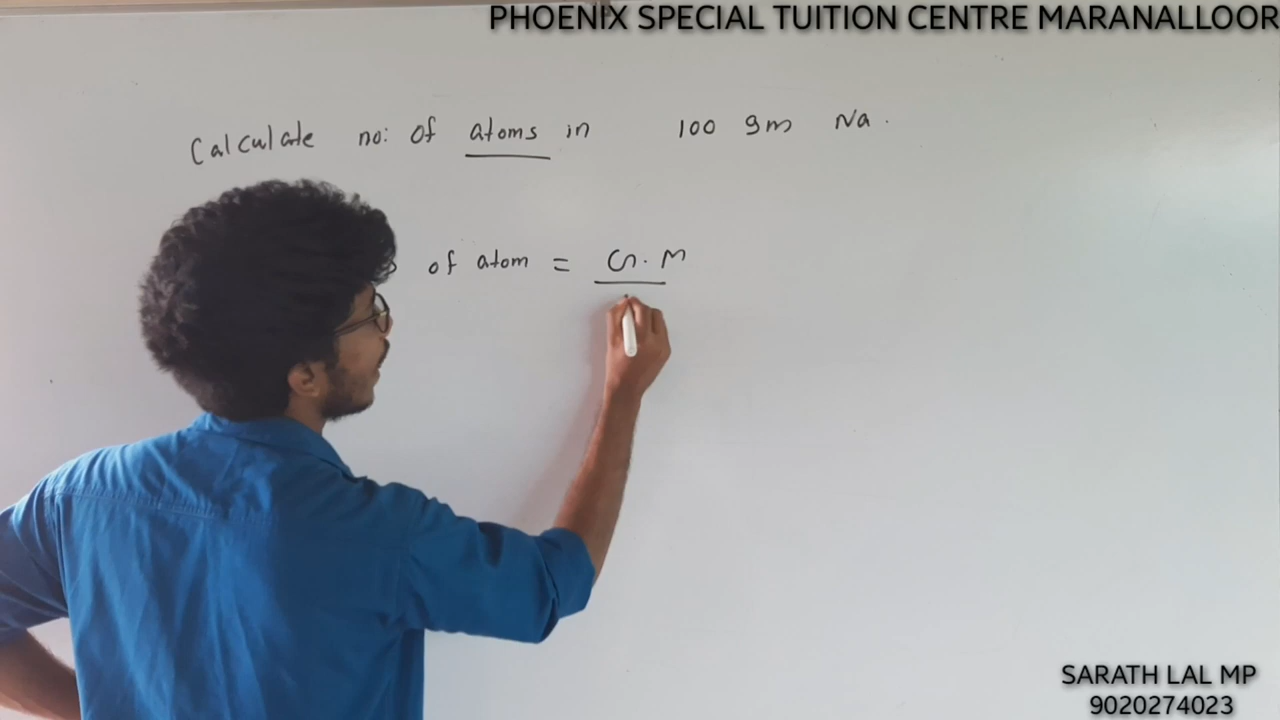 PHOENIX SPECIAL TUITION CENTRE MARANALLOOR
Calculate no: of atoms in 100 gm Na.
of atom = G.M
SARATH LAL MP
9020274023